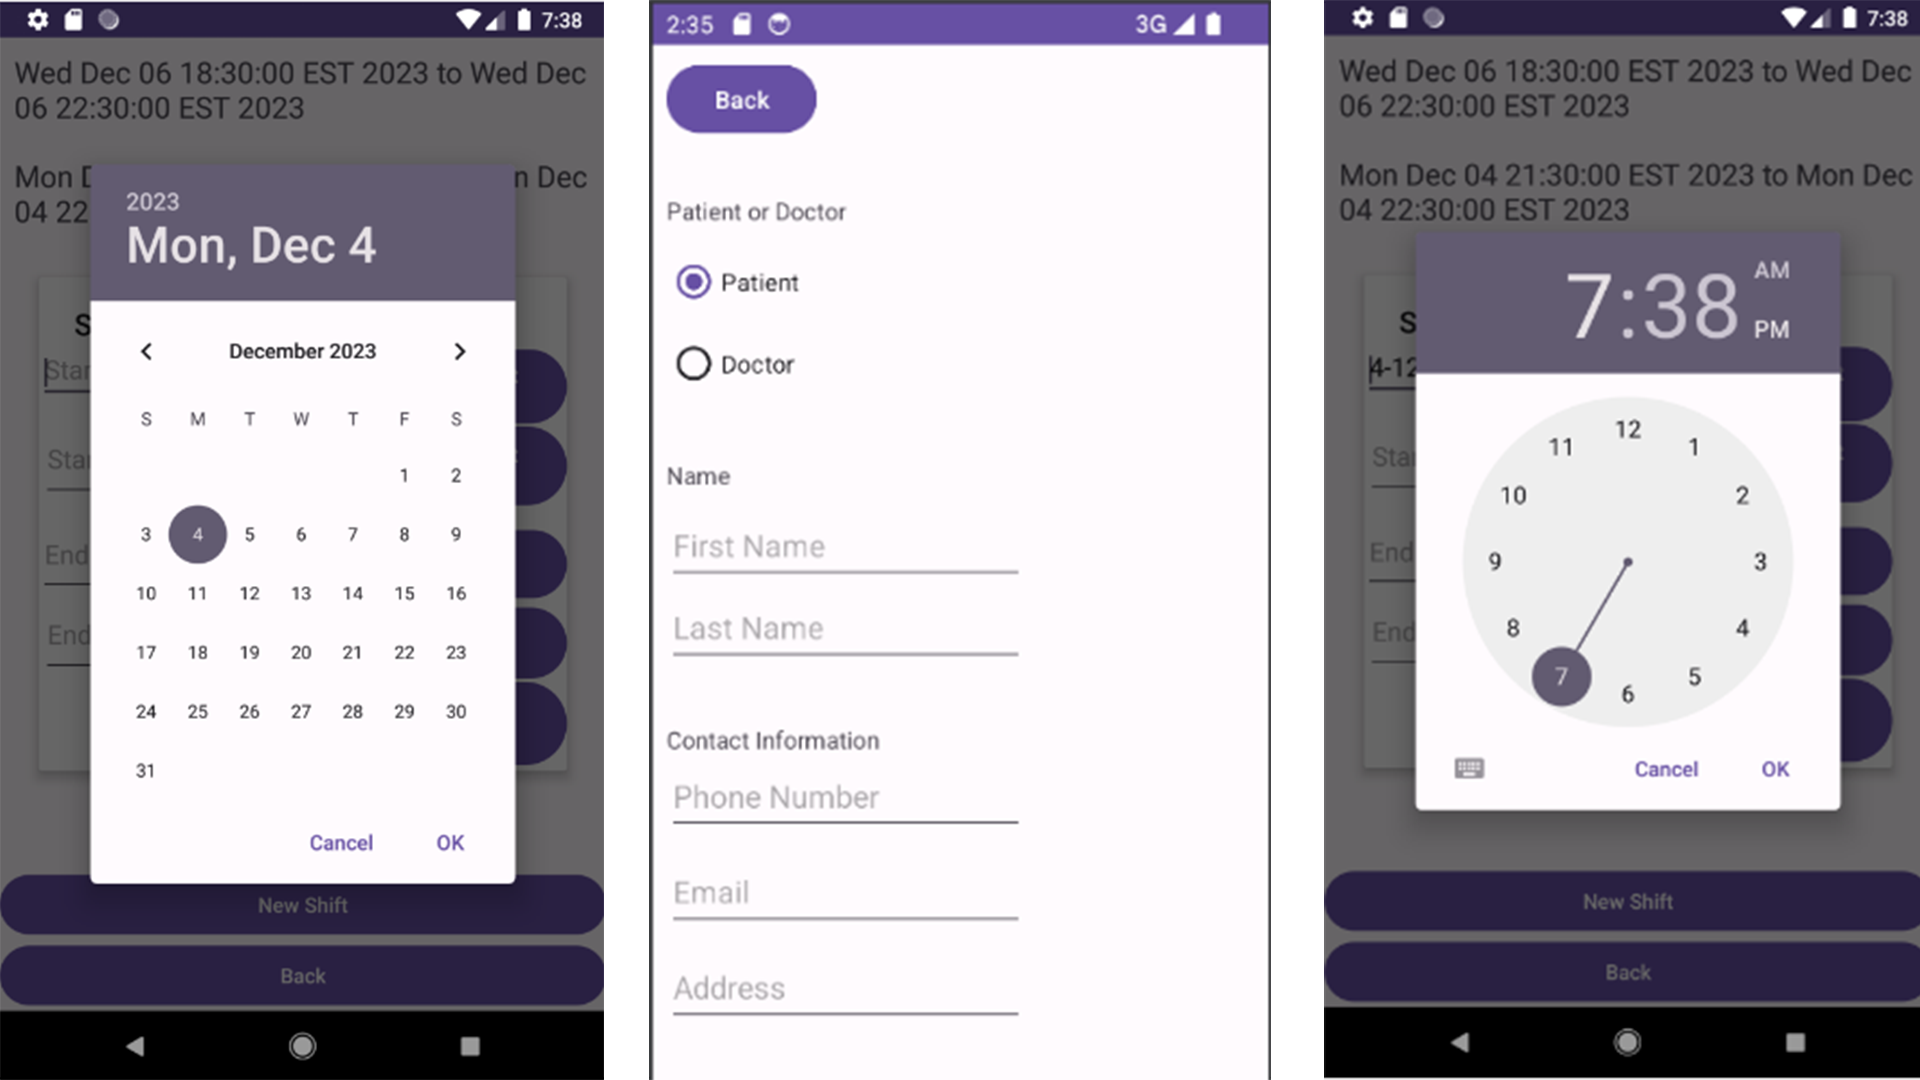 7:38
Wed Dec 06 18:30:00 EST 2023 to Wed Dec
06 22:30:00 EST 2023
Mon
n Dec
04 22
2023
Mon, Dec 4
S
December 2023
S M T W T F S
1 2
3 4 5 6 7 8 9
10 11 12 13 14 15 16
17 18 19 20 21 22 23
24 25 26 27 28 29 30
31
End
End
Cancel OK
New Shift
Back
2:35 3G
Back
Patient or Doctor
Patient
Doctor
Name
First Name
Last Name
Contact Information
Phone Number
Email
Address
7:38
Wed Dec 06 18:30:00 EST 2023 to Wed Dec
06 22:30:00 EST 2023
Mon Dec 04 21:30:00 EST 2023 to Mon Dec
04 22:30:00 EST 2023
7:38 AM
PM
S
4-12
12
11 1
10 2
9 3
8 4
7 5
6
End
End
Cancel OK
New Shift
Back